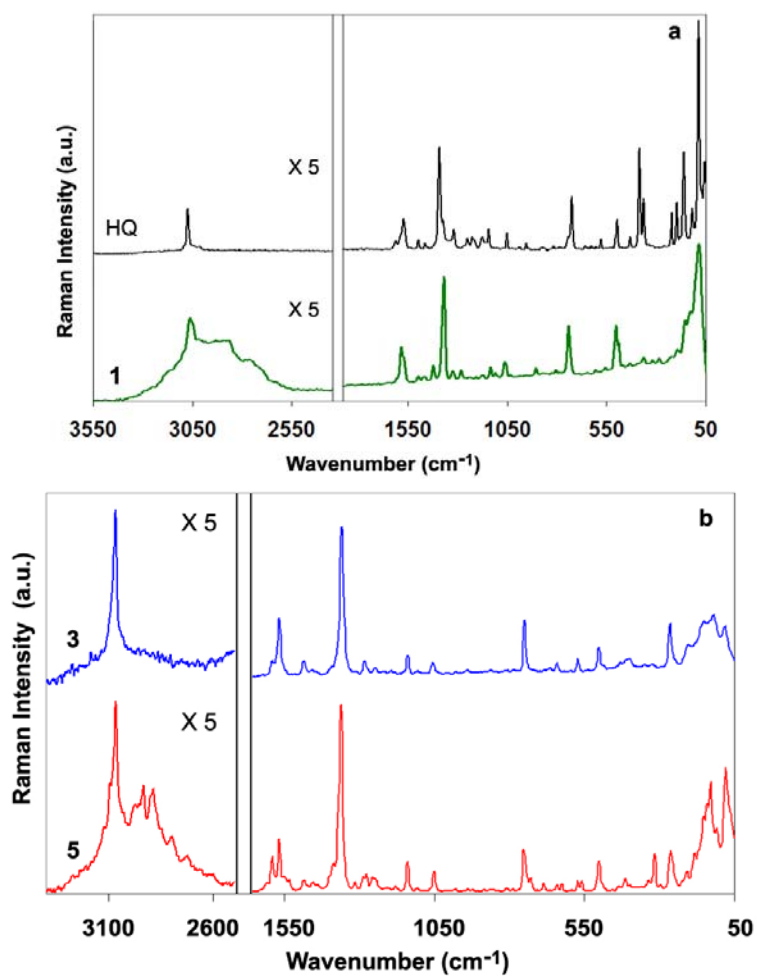 a
X 5
HQ
X 5
1
Raman Intensity (a.u.)
3550 3050 2550 1550 1050 550 50
Wavenumber (cm⁻¹)
b
X 5
3
X 5
5
Raman Intensity (a.u.)
3100 2600 1550 1050 550 50
Wavenumber (cm⁻¹)